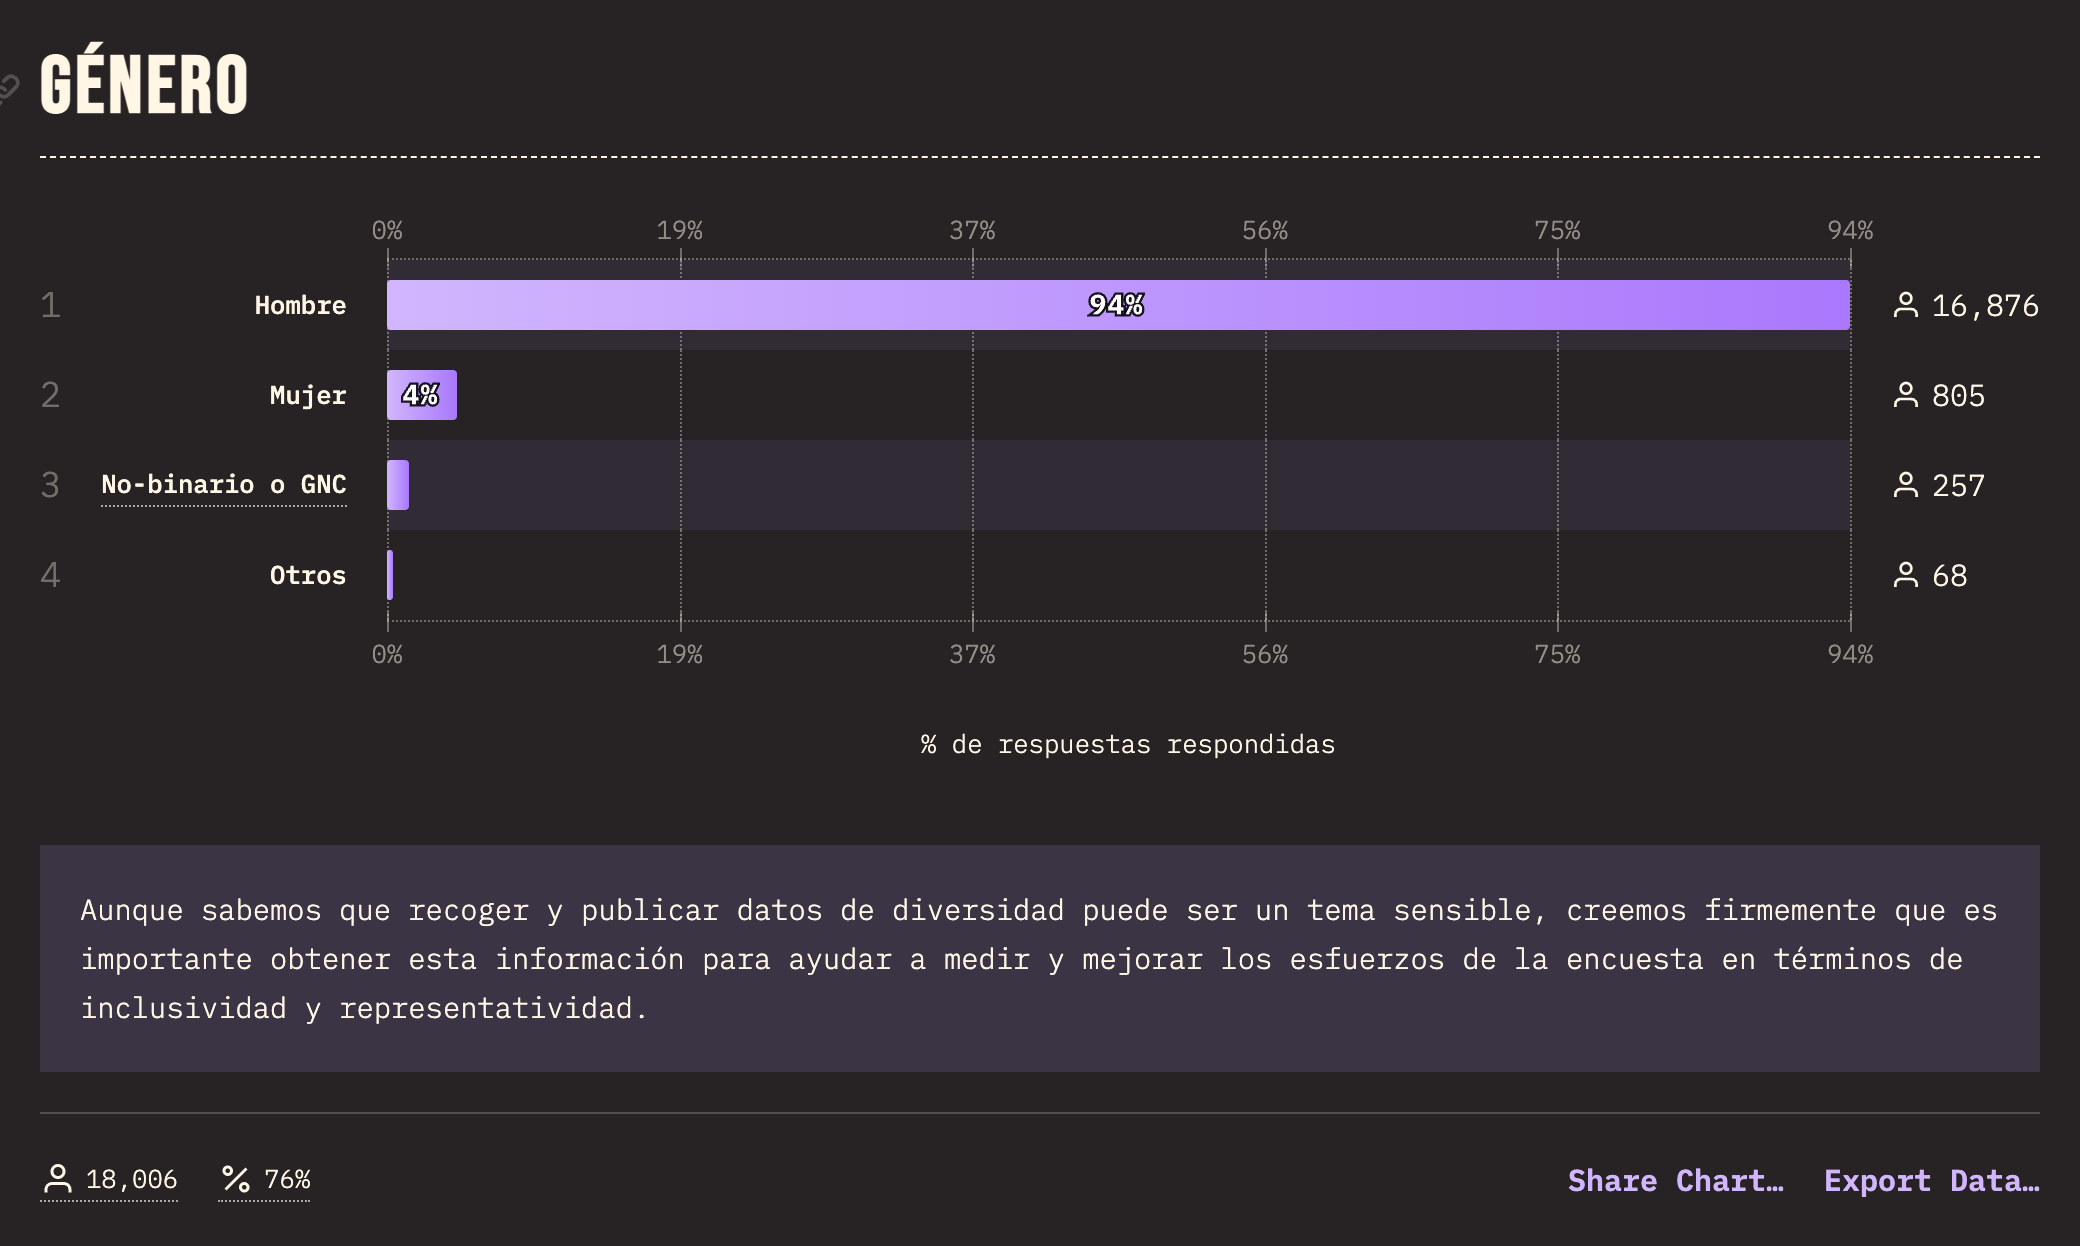 GÉNERO
0% 19% 37% 56% 75% 94%
1 Hombre 94% 16,876
2 Mujer 4% 805
3 No-binario o GNC 257
4 Otros 68
0% 19% 37% 56% 75% 94%
% de respuestas respondidas
Aunque sabemos que recoger y publicar datos de diversidad puede ser un tema sensible, creemos firmemente que es
importante obtener esta información para ayudar a medir y mejorar los esfuerzos de la encuesta en términos de
inclusividad y representatividad.
18,006 % 76% Share Chart… Export Data…